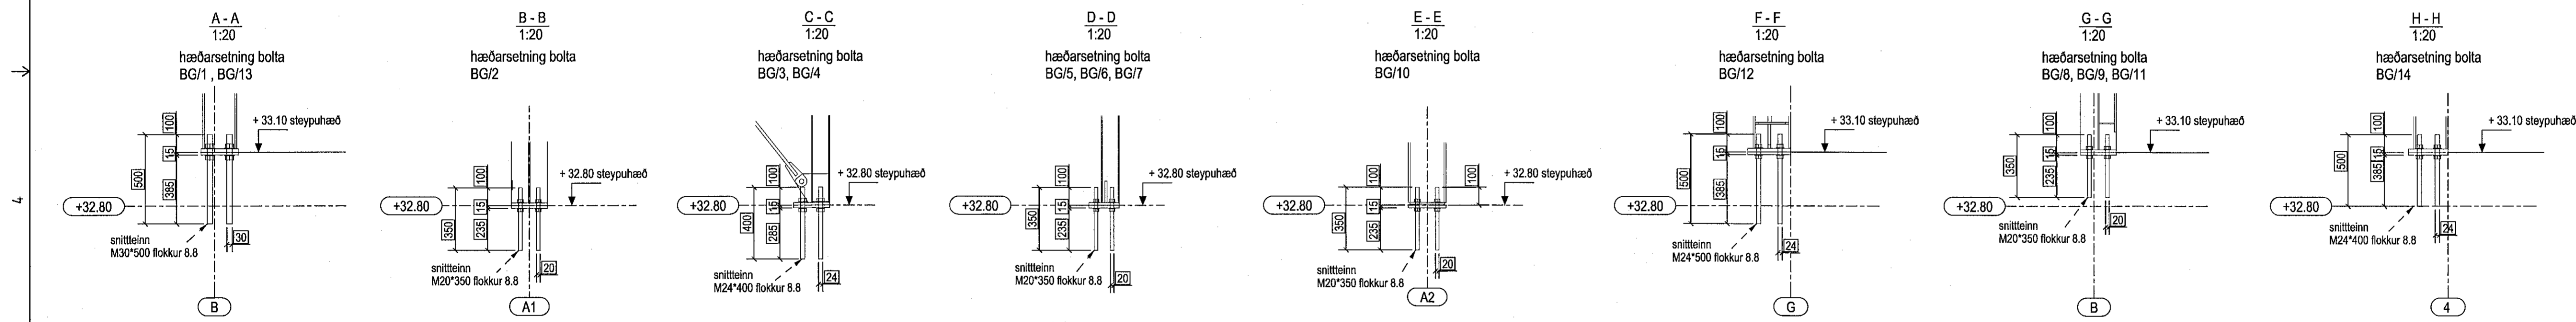 A - A
1:20
hæðarsetning bolta
BG/1 , BG/13
100
+ 33.10 steypuhæð
15
500
385
+32.80
snittteinn
M30*500 flokkur 8.8
30
B
B - B
1:20
hæðarsetning bolta
BG/2
100
+ 32.80 steypuhæð
+32.80
15
350
235
snittteinn
M20*350 flokkur 8.8
20
A1
C - C
1:20
hæðarsetning bolta
BG/3, BG/4
100
+ 32.80 steypuhæð
+32.80
15
400
285
snittteinn
M24*400 flokkur 8.8
24
D - D
1:20
hæðarsetning bolta
BG/5, BG/6, BG/7
100
+ 32.80 steypuhæð
+32.80
15
350
235
snittteinn
M20*350 flokkur 8.8
20
E - E
1:20
hæðarsetning bolta
BG/10
100
100
+ 32.80 steypuhæð
+32.80
15
350
235
snittteinn
M20*350 flokkur 8.8
20
A2
F - F
1:20
hæðarsetning bolta
BG/12
100
+ 33.10 steypuhæð
15
500
385
+32.80
snittteinn
M24*500 flokkur 8.8
24
G
G - G
1:20
hæðarsetning bolta
BG/8, BG/9, BG/11
100
+ 33.10 steypuhæð
15
350
235
+32.80
snittteinn
M20*350 flokkur 8.8
20
B
H - H
1:20
hæðarsetning bolta
BG/14
100
+ 33.10 steypuhæð
15
500
385
+32.80
snittteinn
M24*400 flokkur 8.8
24
4
4